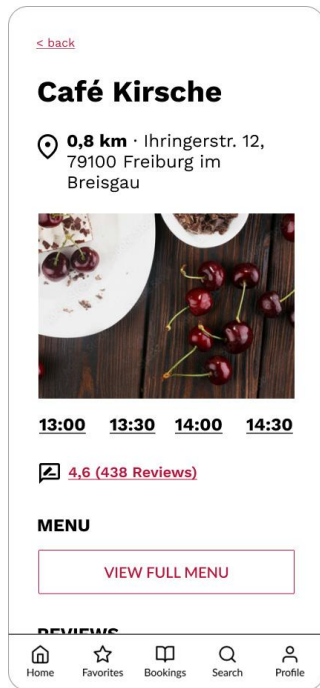 < back
Café Kirsche
0,8 km · Ihringerstr. 12,
79100 Freiburg im
Breisgau
13:00 13:30 14:00 14:30
4,6 (438 Reviews)
MENU
VIEW FULL MENU
REVIEWS
Home Favorites Bookings Search Profile